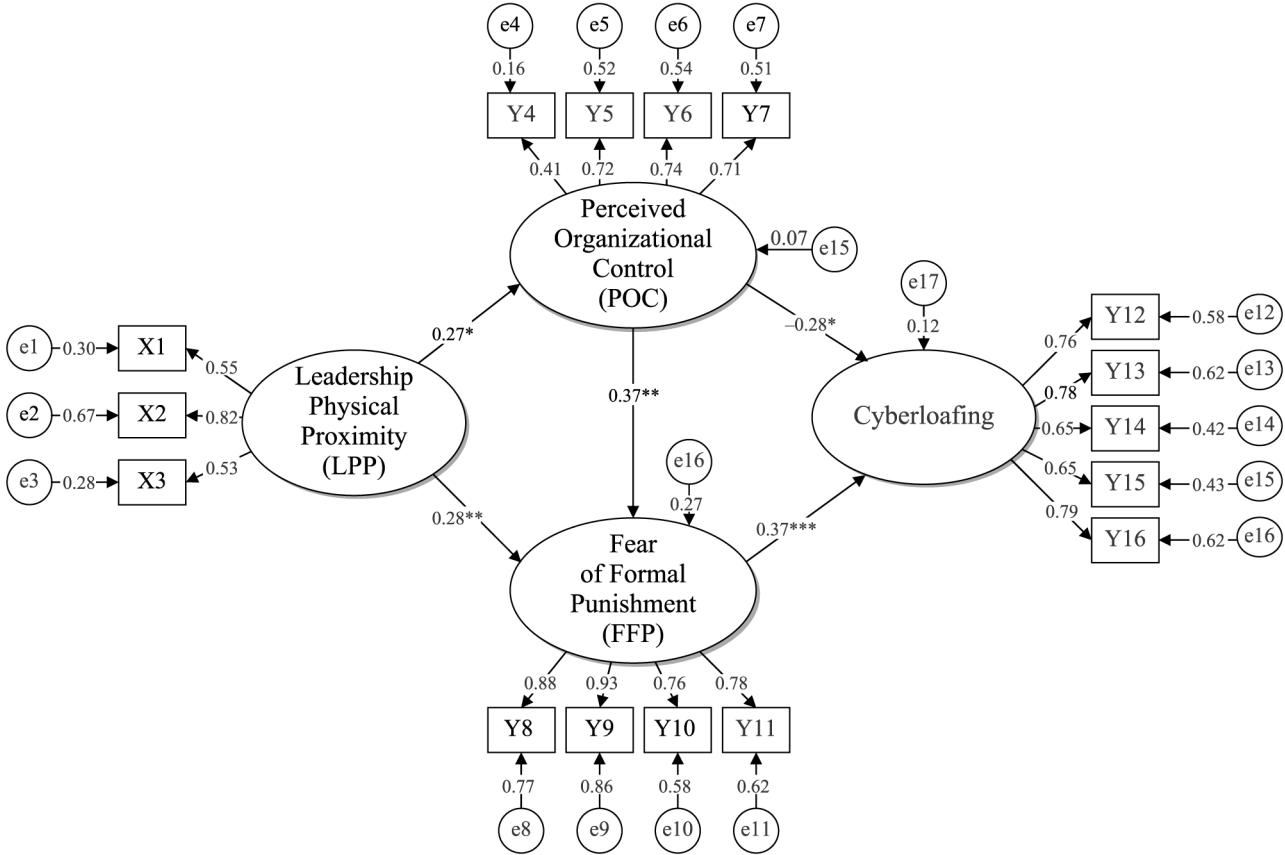 e4
e5
e6
e7
0.16
0.52
0.54
0.51
Y4
Y5
Y6
Y7
0.41
0.72
0.74
0.71
Perceived
Organizational
Control
(POC)
0.07
e15
e17
0.12
0.27*
–0.28*
e1
0.30
X1
0.55
e2
0.67
X2
0.82
e3
0.28
X3
0.53
Leadership
Physical
Proximity
(LPP)
0.37**
Cyberloafing
0.76
Y12
0.58
e12
0.78
Y13
0.62
e13
0.65
Y14
0.42
e14
0.65
Y15
0.43
e15
0.79
Y16
0.62
e16
e16
0.27
0.28**
0.37***
Fear
of Formal
Punishment
(FFP)
0.88
0.93
0.76
0.78
Y8
Y9
Y10
Y11
0.77
0.86
0.58
0.62
e8
e9
e10
e11